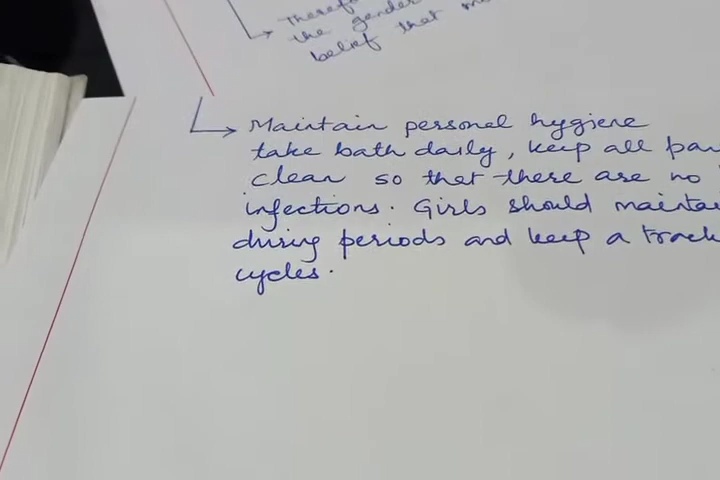 the gender
belief that
Maintain personal hygiene
take bath daily, keep all
clean so that there are no
infections. Girls should
during periods and keep a track
cycles.